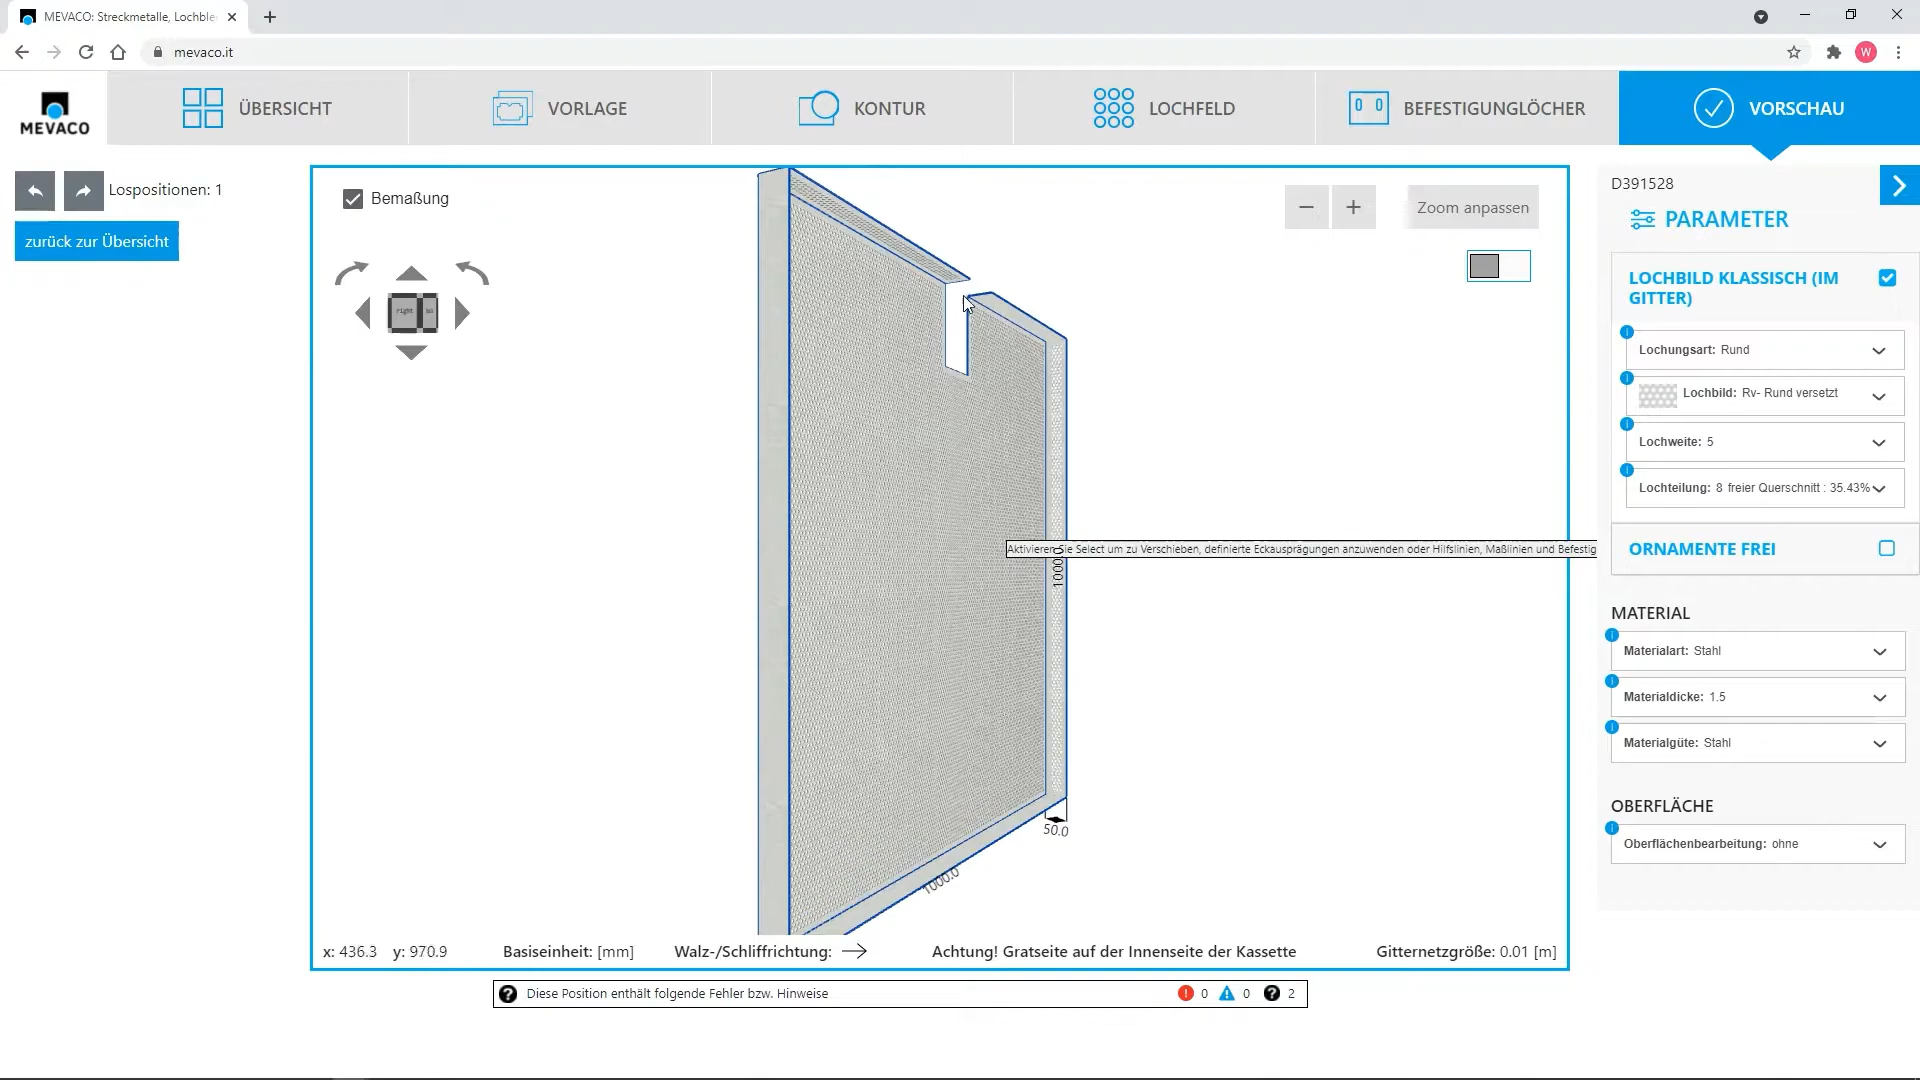 MEVACO: Streckmetalle, Lochble
mevaco.it
W
MEVACO
ÜBERSICHT
VORLAGE
KONTUR
LOCHFELD
BEFESTIGUNGLÖCHER
VORSCHAU
Lospositionen: 1
zurück zur Übersicht
Bemaßung
right
Zoom anpassen
D391528
PARAMETER
LOCHBILD KLASSISCH (IM
GITTER)
Lochungsart: Rund
Lochbild: Rv- Rund versetzt
Lochweite: 5
Lochteilung: 8 freier Querschnitt : 35.43%
ORNAMENTE FREI
MATERIAL
Materialart: Stahl
Materialdicke: 1.5
Materialgüte: Stahl
OBERFLÄCHE
Oberflächenbearbeitung: ohne
Aktivieren Sie Select um zu Verschieben, definierte Eckausprägungen anzuwenden oder Hilfslinien, Maßlinien und Befestig
1000.0
50.0
1000.0
x: 436.3 y: 970.9
Basiseinheit: [mm]
Walz-/Schliffrichtung:
Achtung! Gratseite auf der Innenseite der Kassette
Gitternetzgröße: 0.01 [m]
Diese Position enthält folgende Fehler bzw. Hinweise
0
0
2